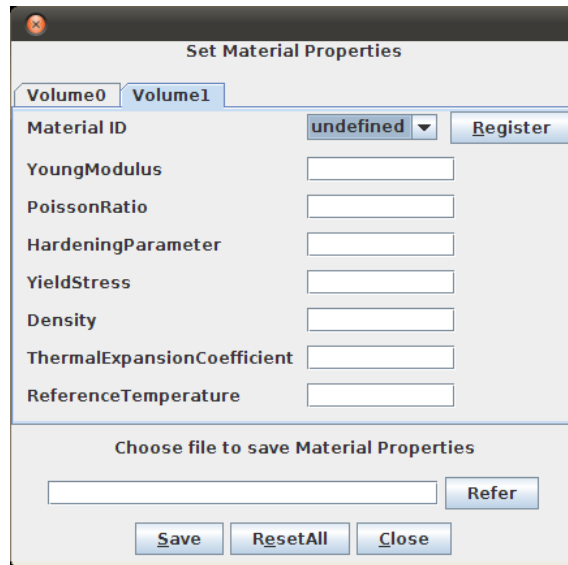 Set Material Properties
Volume0 Volume1
Material ID undefined Register
YoungModulus
PoissonRatio
HardeningParameter
YieldStress
Density
ThermalExpansionCoefficient
ReferenceTemperature
Choose file to save Material Properties
Refer
Save ResetAll Close